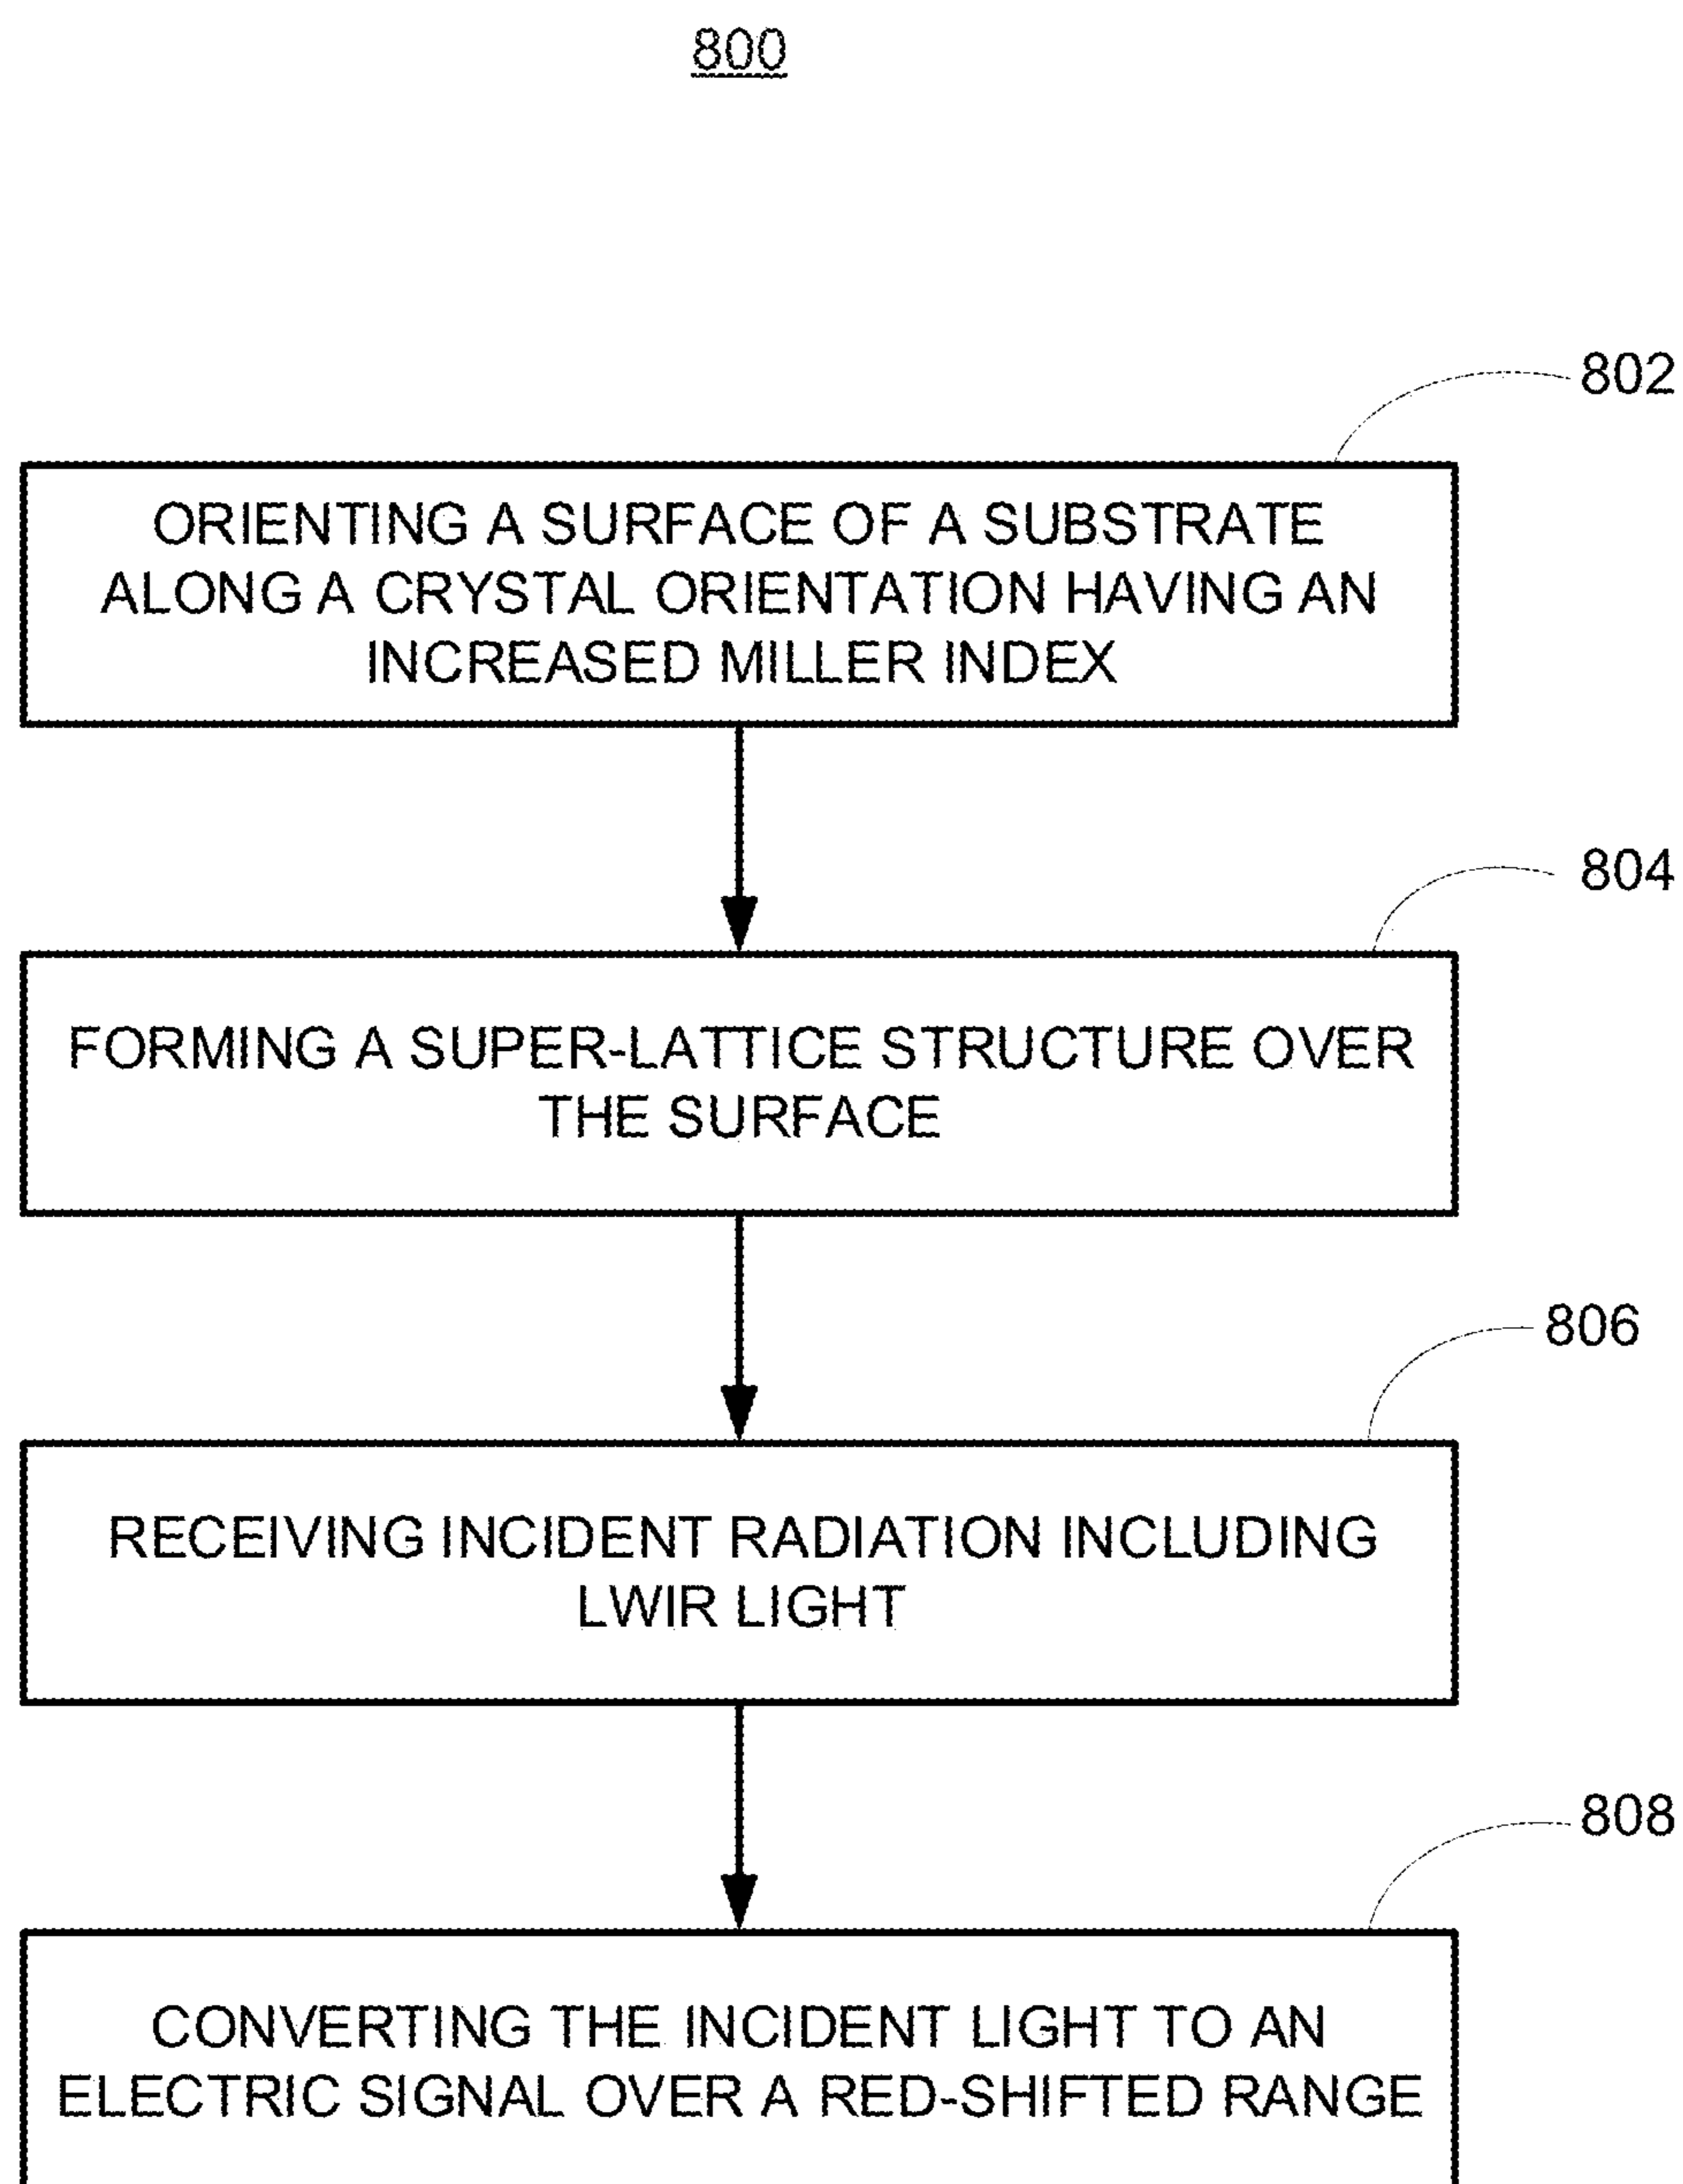 800
802
ORIENTING A SURFACE OF A SUBSTRATE
ALONG A CRYSTAL ORIENTATION HAVING AN
INCREASED MILLER INDEX
804
FORMING A SUPER-LATTICE STRUCTURE OVER
THE SURFACE
806
RECEIVING INCIDENT RADIATION INCLUDING
LWIR LIGHT
808
CONVERTING THE INCIDENT LIGHT TO AN
ELECTRIC SIGNAL OVER A RED-SHIFTED RANGE